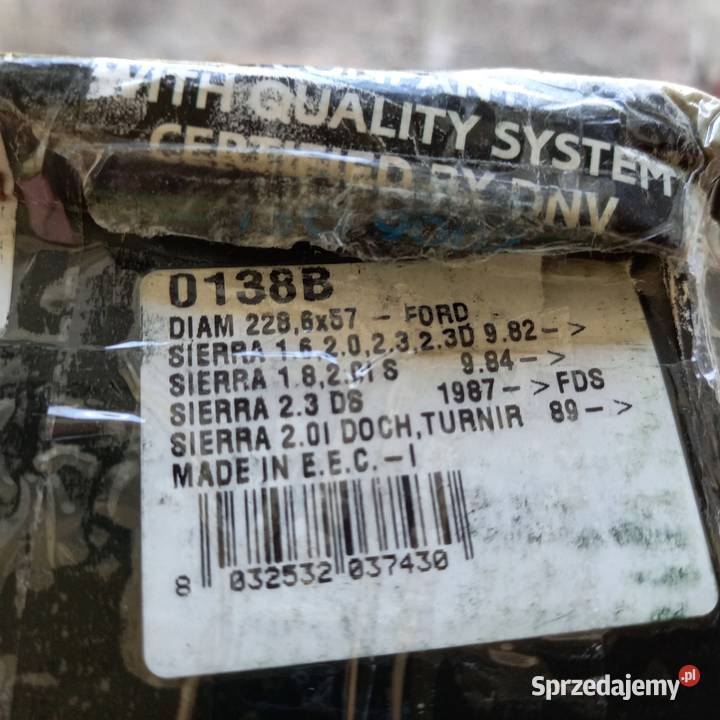 WITH QUALITY SYSTEM
CERTIFIED BY DNV
0138B
DIAM 228,6x57 - FORD
SIERRA 1.6,2.0,2.3,2.3D 9.82->
SIERRA 1.8,2.0I S 9.84->
SIERRA 2.3 DS 1987->FDS
SIERRA 2.0I DOCH,TURNIR 89->
MADE IN E.E.C.-I
8 032532 037430
Sprzedajemy.pl